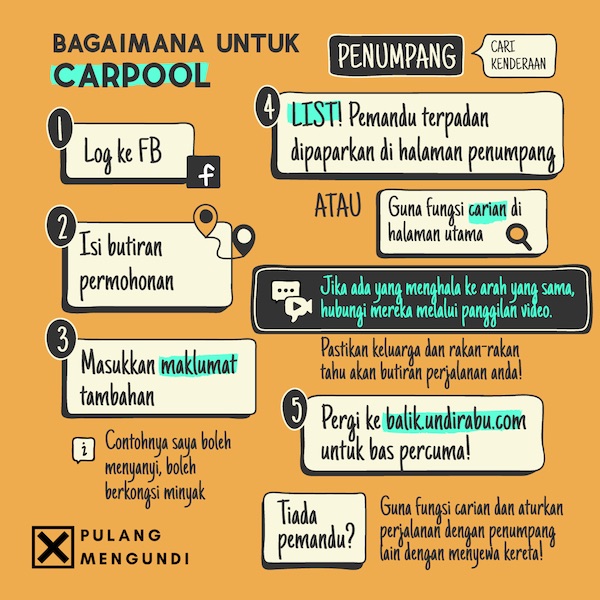 BAGAIMANA UNTUK
CARPOOL
PENUMPANG
CARI
KENDERAAN
1
Log ke FB
f
2
Isi butiran
permohonan
3
Masukkan maklumat
tambahan
i
Contohnya saya boleh
menyanyi, boleh
berkongsi minyak
4
LIST! Pemandu terpadan
dipaparkan di halaman penumpang
ATAU
Guna fungsi carian di
halaman utama
Jika ada yang menghala ke arah yang sama,
hubungi mereka melalui panggilan video.
Pastikan keluarga dan rakan-rakan
tahu akan butiran perjalanan anda!
5
Pergi ke balik.undirabu.com
untuk bas percuma!
Tiada
pemandu?
Guna fungsi carian dan aturkan
perjalanan dengan penumpang
lain dengan menyewa kereta!
PULANG
MENGUNDI